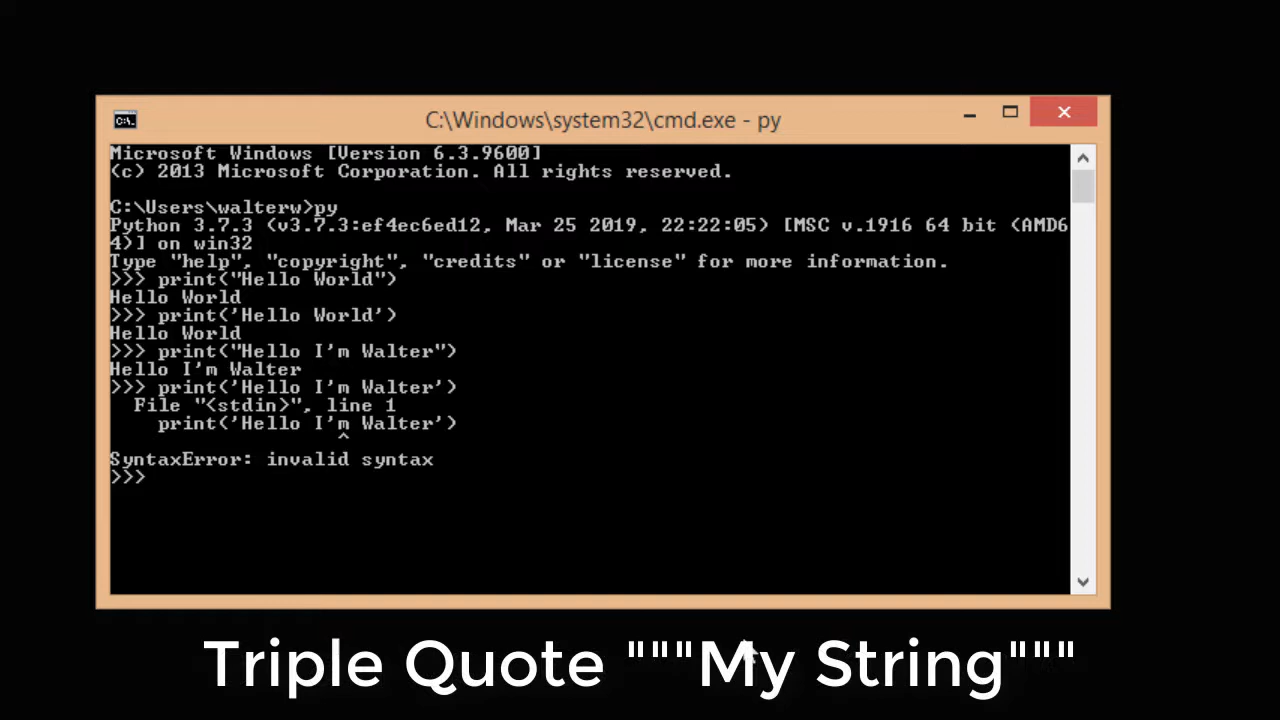 C:\Windows\system32\cmd.exe - py
Microsoft Windows [Version 6.3.9600]
(c) 2013 Microsoft Corporation. All rights reserved.
C:\Users\walterw>py
Python 3.7.3 (v3.7.3:ef4ec6ed12, Mar 25 2019, 22:22:05) [MSC v.1916 64 bit (AMD6
4)] on win32
Type "help", "copyright", "credits" or "license" for more information.
>>> print("Hello World")
Hello World
>>> print('Hello World')
Hello World
>>> print("Hello I'm Walter")
Hello I'm Walter
>>> print('Hello I'm Walter')
  File "<stdin>", line 1
    print('Hello I'm Walter')
                   ^
SyntaxError: invalid syntax
>>>
Triple Quote """My String"""